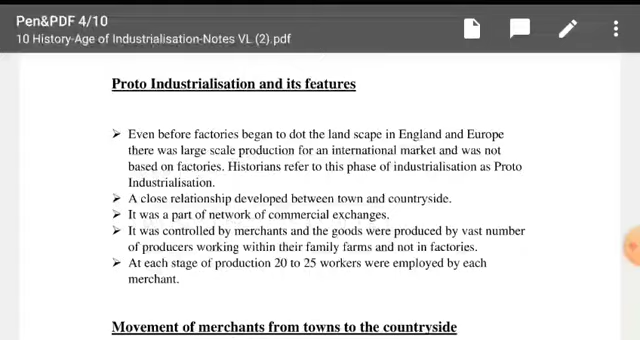 Pen&PDF 4/10
10 History-Age of Industrialisation-Notes VL (2).pdf
Proto Industrialisation and its features
➢ Even before factories began to dot the land scape in England and Europe
there was large scale production for an international market and was not
based on factories. Historians refer to this phase of industrialisation as Proto
Industrialisation.
➢ A close relationship developed between town and countryside.
➢ It was a part of network of commercial exchanges.
➢ It was controlled by merchants and the goods were produced by vast number
of producers working within their family farms and not in factories.
➢ At each stage of production 20 to 25 workers were employed by each
merchant.
Movement of merchants from towns to the countryside